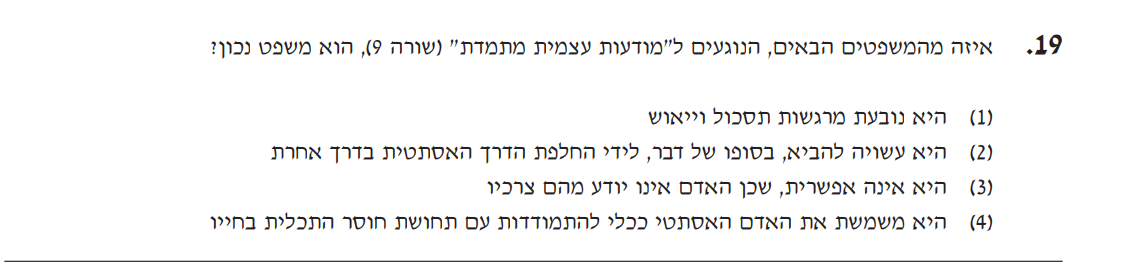 19. איזה מהמשפטים הבאים, הנוגעים ל"מודעות עצמית מתמדת" (שורה 9), הוא משפט נכון?
(1) היא נובעת מרגשות תסכול וייאוש
(2) היא עשויה להביא, בסופו של דבר, לידי החלפת הדרך האסתטית בדרך אחרת
(3) היא אינה אפשרית, שכן האדם אינו יודע מהם צרכיו
(4) היא משמשת את האדם האסתטי ככלי להתמודדות עם תחושת חוסר התכלית בחייו